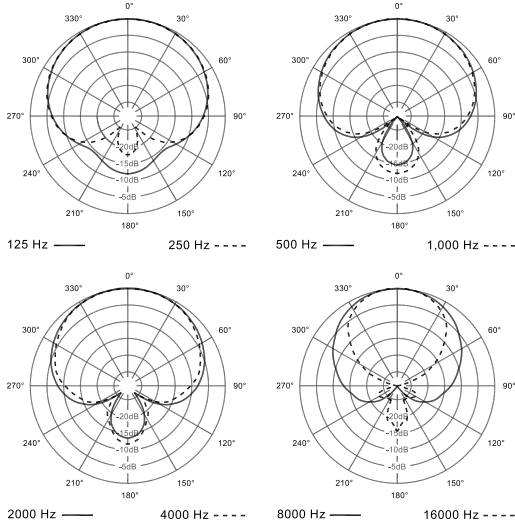 0° 0°
330° 30° 330° 30°
300° 60° 300° 60°
270° 90° 270° 90°
-20dB -20dB
-15dB -15dB
240° 120° 240° 120°
-10dB -10dB
-5dB -5dB
210° 150° 210° 150°
180° 180°
125 Hz 250 Hz 500 Hz 1,000 Hz
0° 0°
330° 30° 330° 30°
300° 60° 300° 60°
270° 90° 270° 90°
-20dB -20dB
-15dB -15dB
240° 120° 240° 120°
-10dB -10dB
-5dB -5dB
210° 150° 210° 150°
180° 180°
2000 Hz 4000 Hz 8000 Hz 16000 Hz